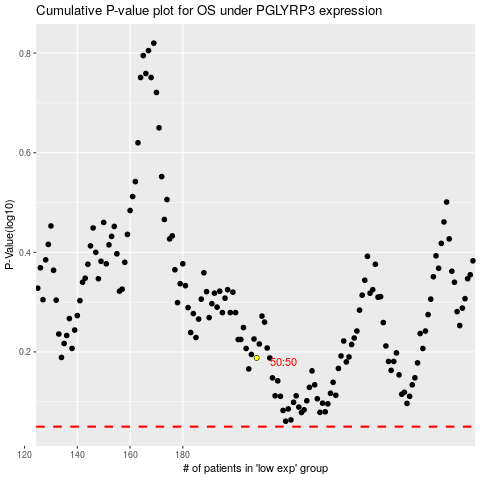 Cumulative P-value plot for OS under PGLYRP3 expression
P-Value(log10)
0.8
0.6
0.4
0.2
50:50
120 140 160 180
# of patients in 'low exp' group